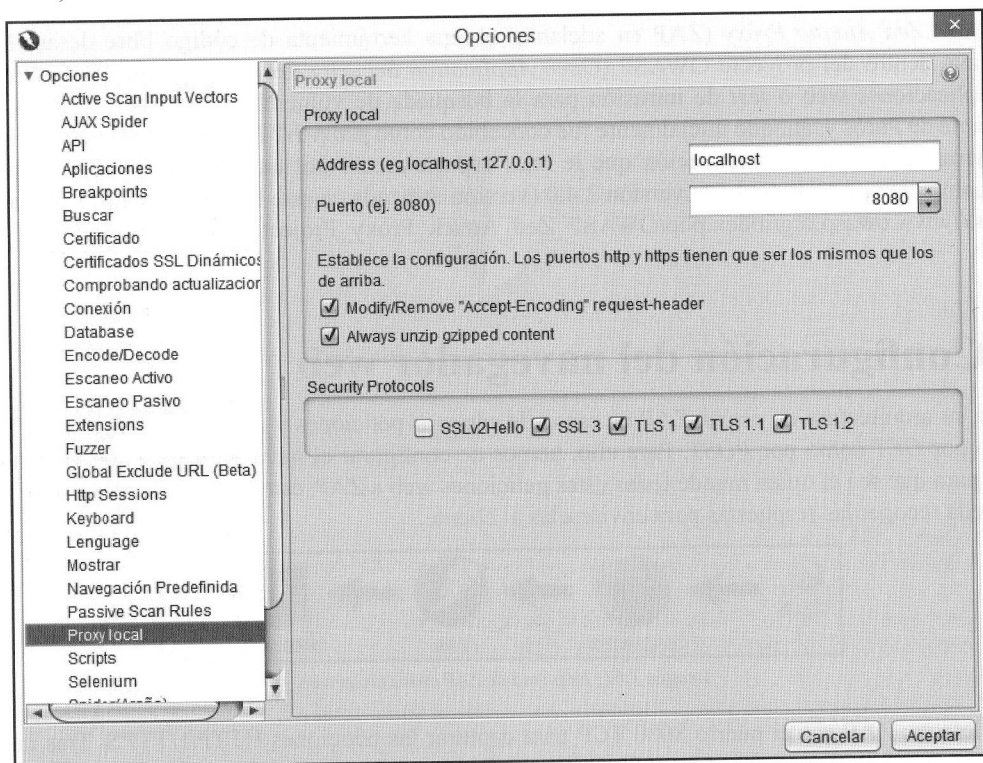 Opciones
Opciones
Active Scan Input Vectors
AJAX Spider
API
Aplicaciones
Breakpoints
Buscar
Certificado
Certificados SSL Dinámicos
Comprobando actualizacion
Conexión
Database
Encode/Decode
Escaneo Activo
Escaneo Pasivo
Extensions
Fuzzer
Global Exclude URL (Beta)
Http Sessions
Keyboard
Lenguage
Mostrar
Navegación Predefinida
Passive Scan Rules
Proxy local
Scripts
Selenium
Spider(Araña)
Proxy local
Proxy local
Address (eg localhost, 127.0.0.1)
localhost
Puerto (ej. 8080)
8080
Establece la configuración. Los puertos http y https tienen que ser los mismos que los
de arriba.
Modify/Remove "Accept-Encoding" request-header
Always unzip gzipped content
Security Protocols
SSLv2Hello SSL 3 TLS 1 TLS 1.1 TLS 1.2
Cancelar Aceptar